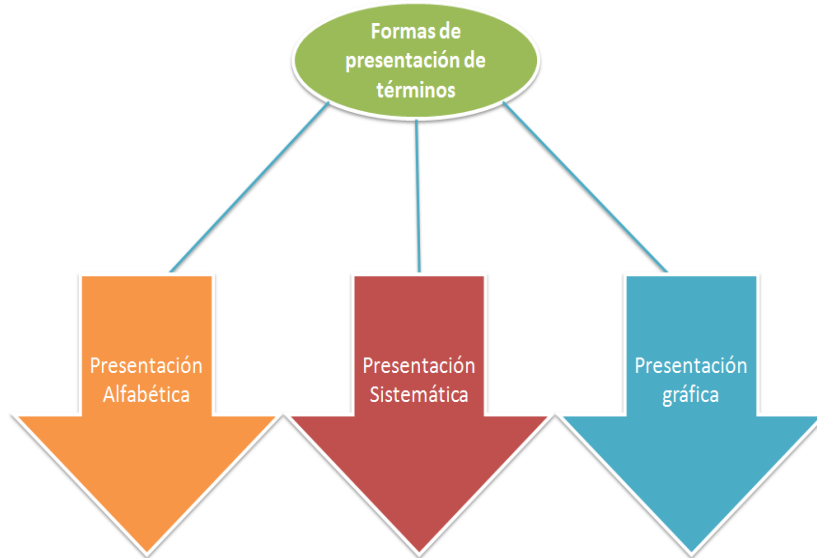 Formas de
presentación de
términos
Presentación
Alfabética
Presentación
Sistemática
Presentación
gráfica